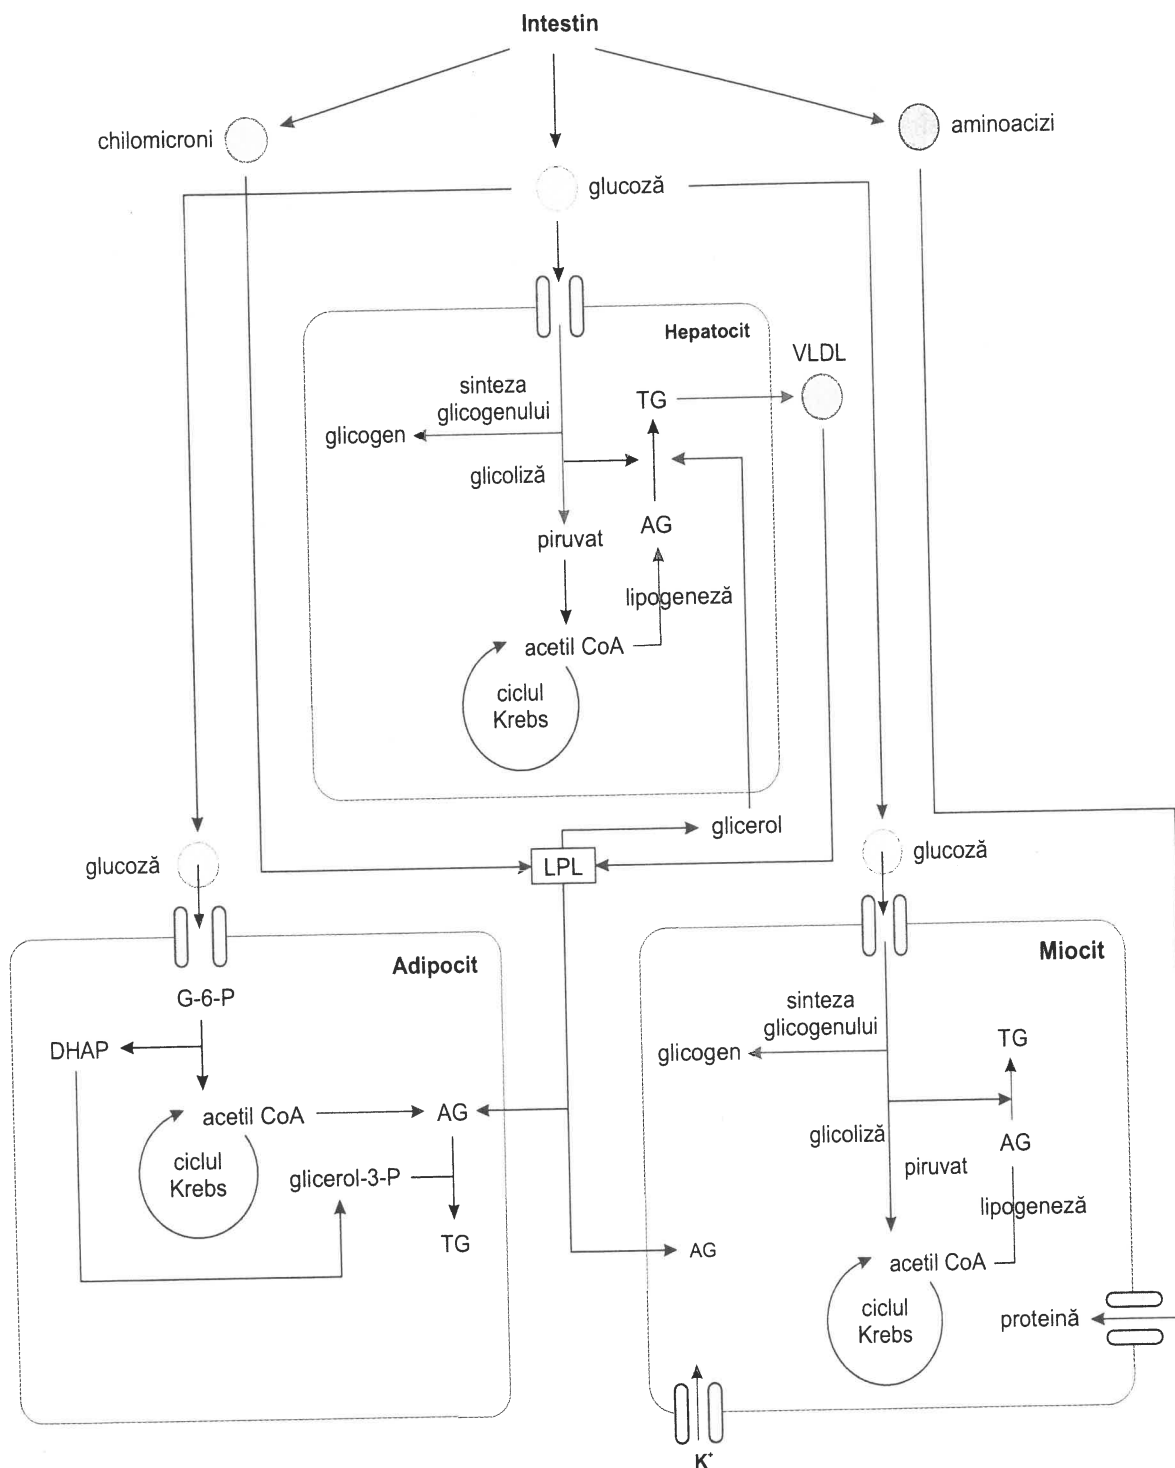 Intestin
chilomicroni
aminoacizi
glucoză
Hepatocit
VLDL
sinteza
glicogenului
TG
glicogen
glicoliză
AG
piruvat
lipogeneză
acetil CoA
ciclul
Krebs
glicerol
glucoză
LPL
glucoză
Adipocit
Miocit
G-6-P
sinteza
glicogenului
DHAP
glicogen
TG
acetil CoA
AG
glicoliză
AG
ciclul
Krebs
glicerol-3-P
piruvat
lipogeneză
TG
AG
acetil CoA
ciclul
Krebs
proteină
K⁺